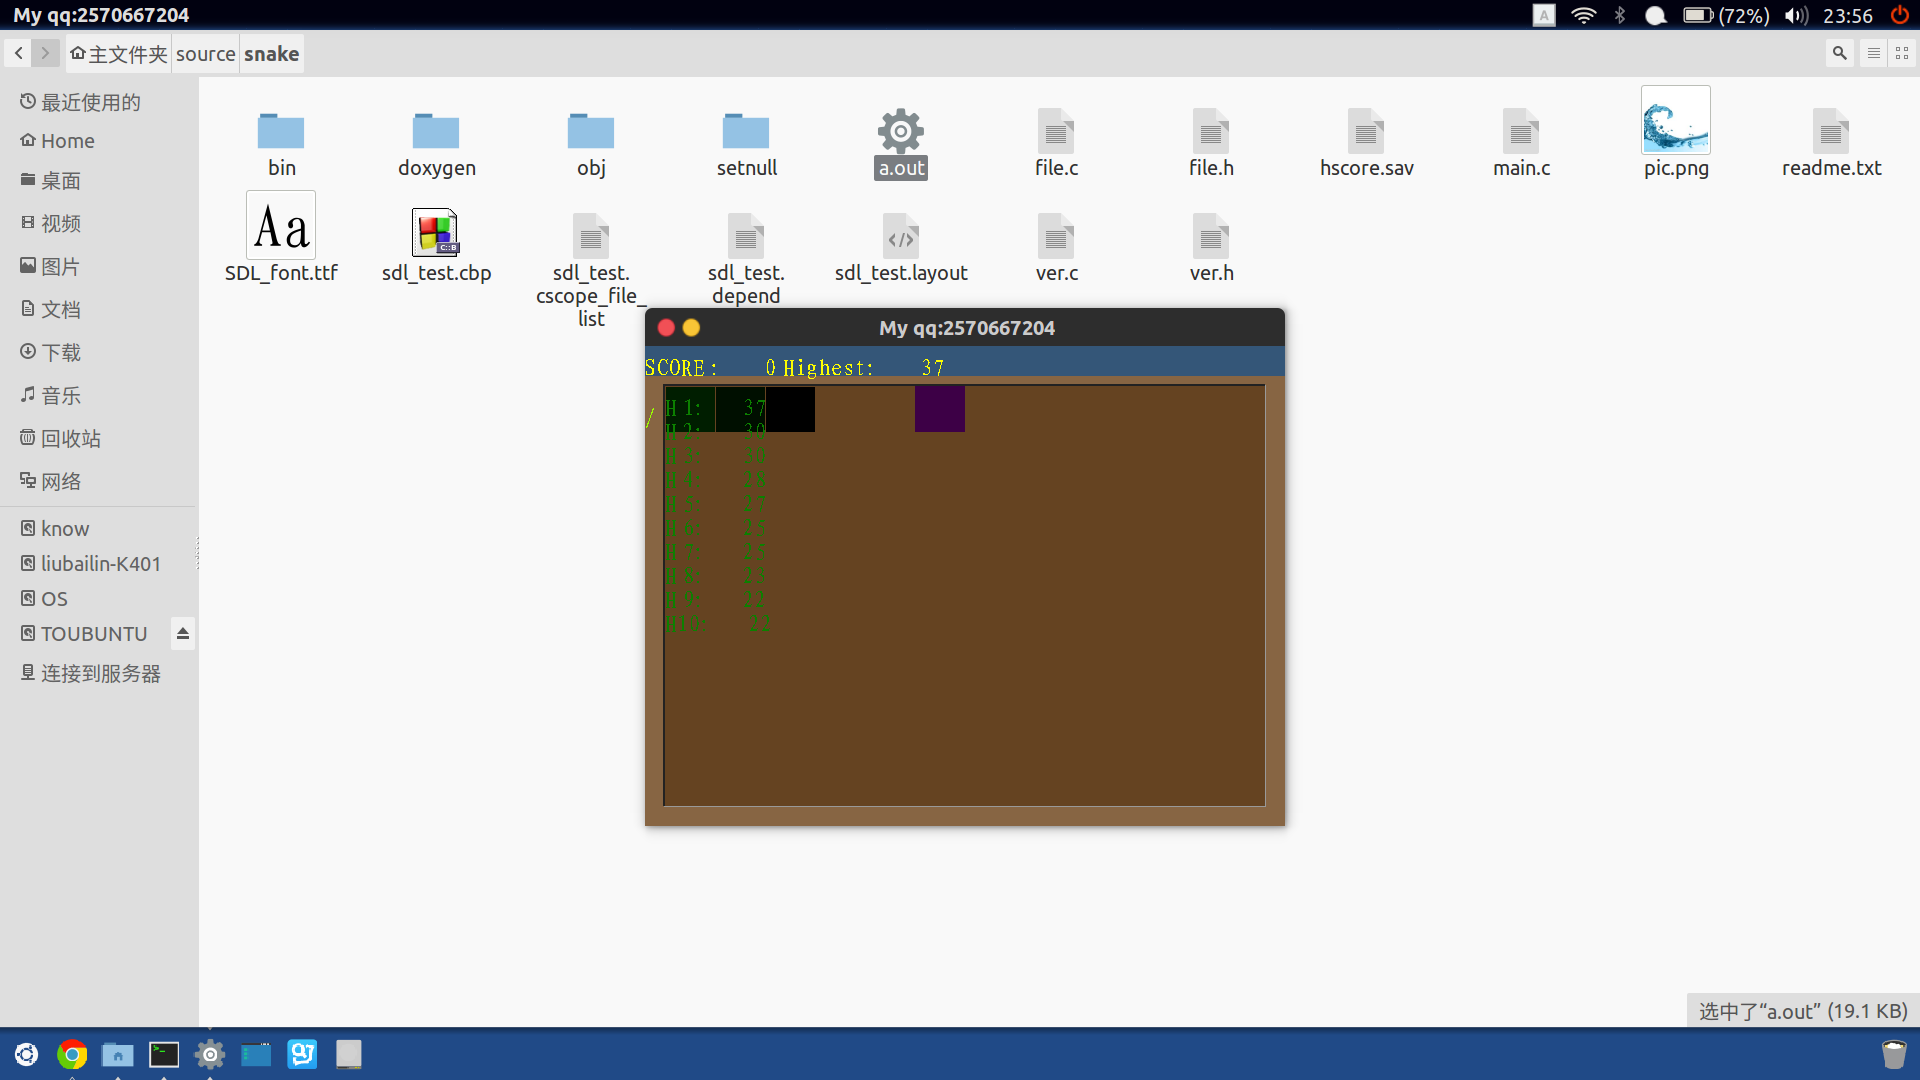 My qq:2570667204
A
(72%)
23:56
主文件夹
source
snake
最近使用的
Home
桌面
视频
图片
文档
下载
音乐
回收站
网络
know
liubailin-K401
OS
TOUBUNTU
连接到服务器
bin
doxygen
obj
setnull
a.out
file.c
file.h
hscore.sav
main.c
pic.png
readme.txt
Aa
C::B
SDL_font.ttf
sdl_test.cbp
sdl_test.
cscope_file_
list
sdl_test.
depend
sdl_test.layout
ver.c
ver.h
My qq:2570667204
SCORE: 0 Highest: 37
/
H 1: 37
H 2: 30
H 3: 30
H 4: 28
H 5: 27
H 6: 25
H 7: 25
H 8: 23
H 9: 22
H10: 22
选中了“a.out” (19.1 KB)